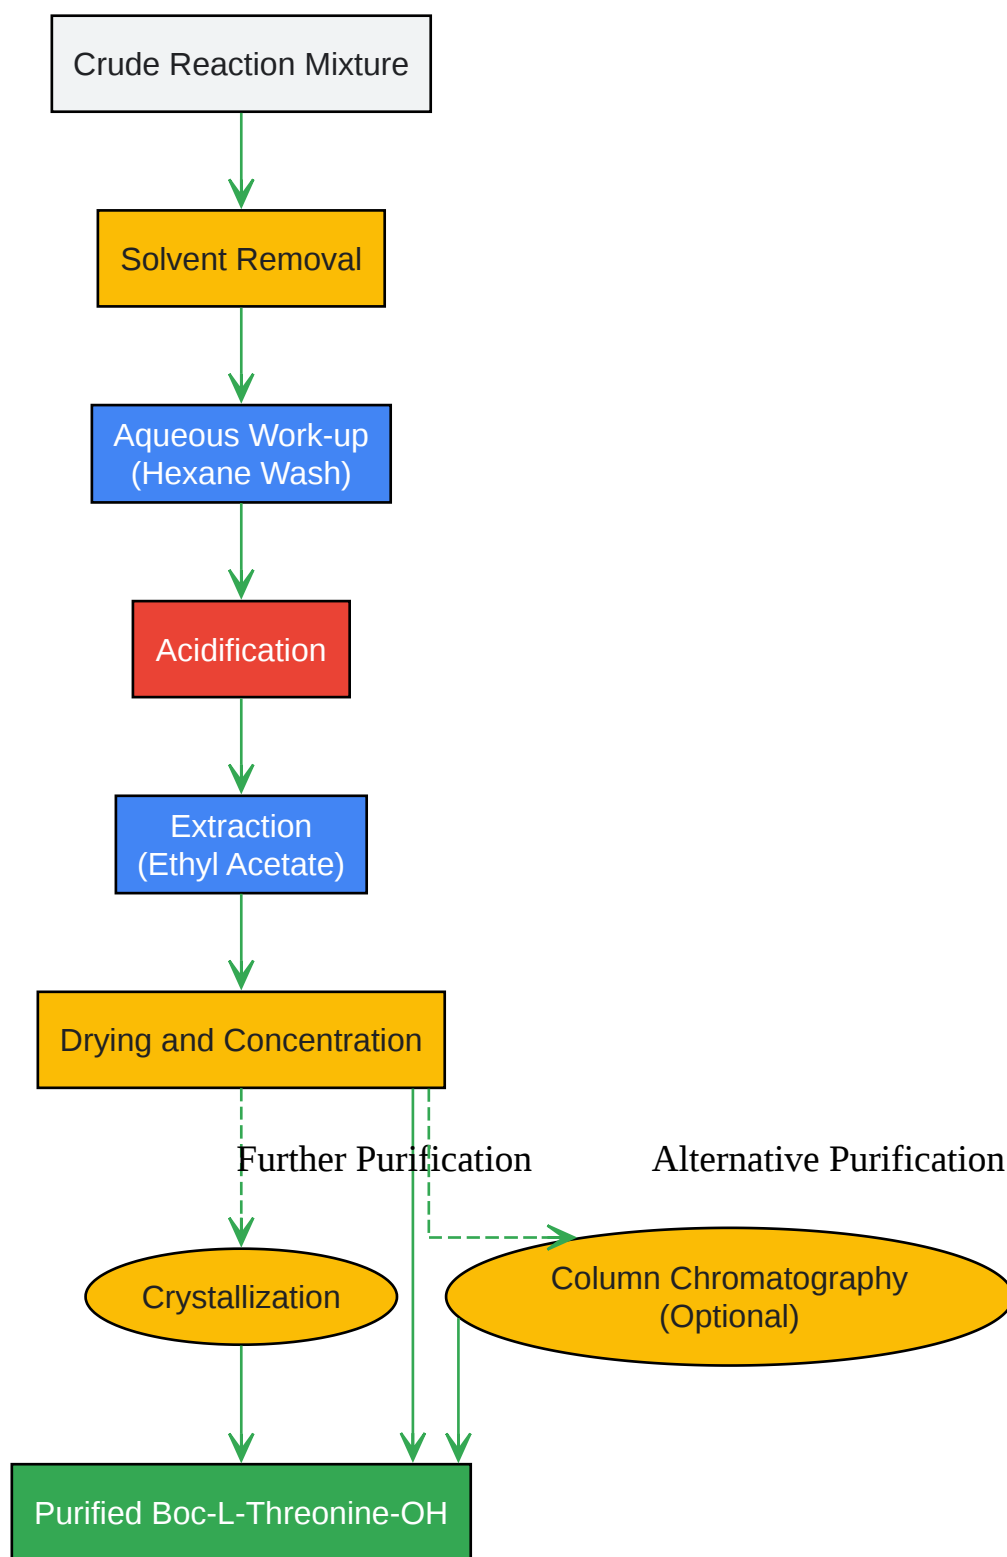 Crude Reaction Mixture
Solvent Removal
Aqueous Work-up
(Hexane Wash)
Acidification
Extraction
(Ethyl Acetate)
Drying and Concentration
Further Purification
Alternative Purification
Crystallization
Column Chromatography
(Optional)
Purified Boc-L-Threonine-OH